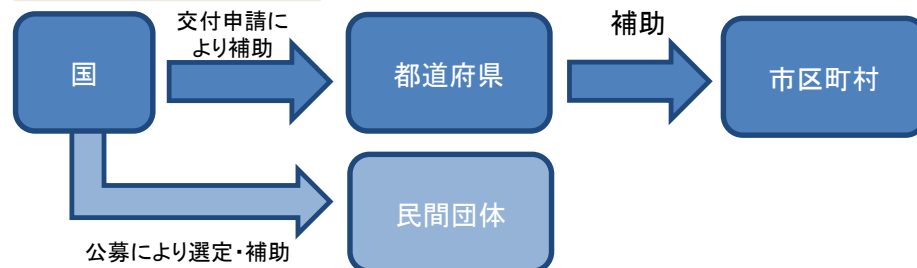 国
交付申請に
より補助
都道府県
補助
市区町村
民間団体
公募により選定・補助